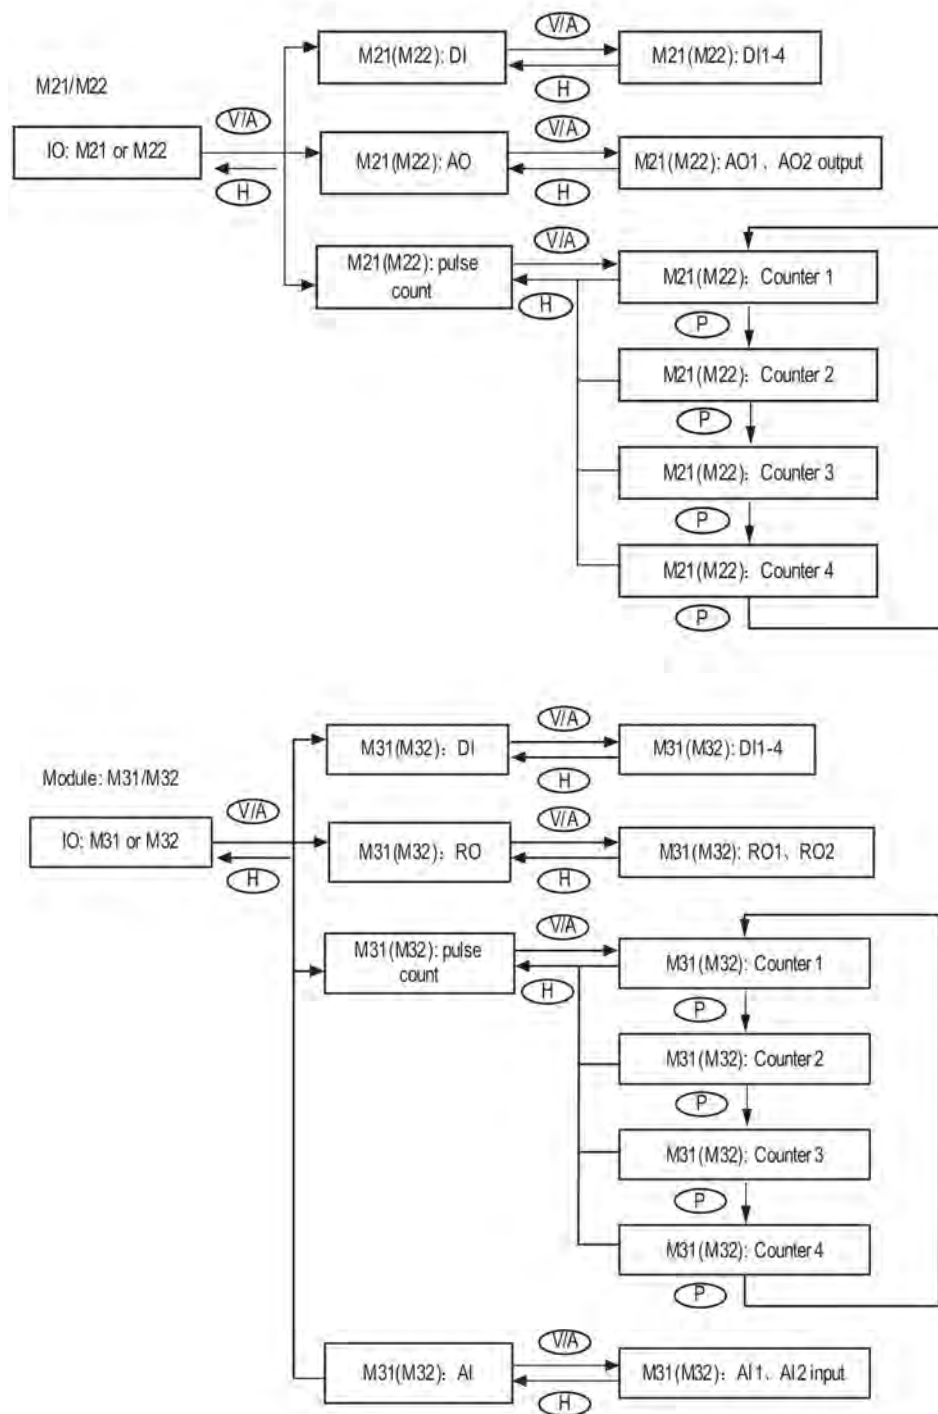 V/A
M21(M22): DI
M21(M22): DI1-4
H
M21/M22
V/A
V/A
IO: M21 or M22
M21(M22): AO
M21(M22): AO1、AO2 output
H
H
V/A
M21(M22): pulse
count
M21(M22)：Counter 1
H
P
M21(M22)：Counter 2
P
M21(M22)：Counter 3
P
M21(M22)：Counter 4
P
V/A
M31(M32)：DI
M31(M32): DI1-4
H
Module: M31/M32
V/A
V/A
IO: M31 or M32
M31(M32)：RO
M31(M32): RO1、RO2
H
H
V/A
M31(M32): pulse
count
M31(M32): Counter 1
H
P
M31(M32): Counter 2
P
M31(M32): Counter 3
P
M31(M32): Counter 4
P
V/A
M31(M32)：AI
M31(M32)：AI1、AI2 input
H